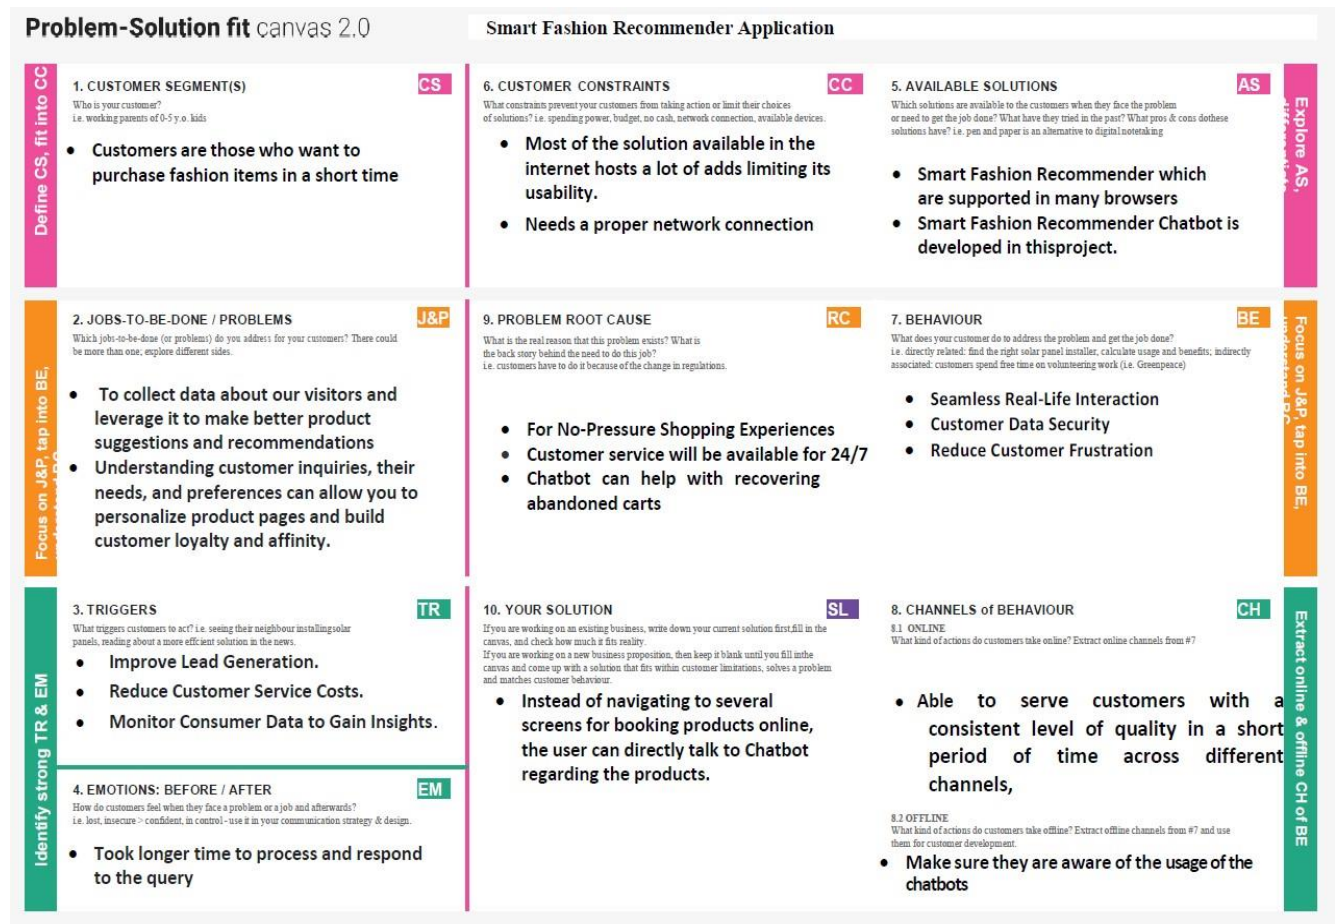 Problem-Solution fit canvas 2.0
Smart Fashion Recommender Application
Define CS, fit into CC
1. CUSTOMER SEGMENT(S)
CS
Who is your customer?
i.e. working parents of 0-5 y.o. kids
• Customers are those who want to
purchase fashion items in a short time
6. CUSTOMER CONSTRAINTS
CC
What constraints prevent your customers from taking action or limit their choices
of solutions? i.e. spending power, budget, no cash, network connection, available devices.
• Most of the solution available in the
internet hosts a lot of adds limiting its
usability.
• Needs a proper network connection
5. AVAILABLE SOLUTIONS
AS
Which solutions are available to the customers when they face the problem
or need to get the job done? What have they tried in the past? What pros & cons dothese
solutions have? i.e. pen and paper is an alternative to digital notetaking
• Smart Fashion Recommender which
are supported in many browsers
• Smart Fashion Recommender Chatbot is
developed in thisproject.
Explore AS,
Focus on J&P, tap into BE,
2. JOBS-TO-BE-DONE / PROBLEMS
J&P
Which jobs-to-be-done (or problems) do you address for your customers? There could
be more than one; explore different sides.
• To collect data about our visitors and
leverage it to make better product
suggestions and recommendations
• Understanding customer inquiries, their
needs, and preferences can allow you to
personalize product pages and build
customer loyalty and affinity.
9. PROBLEM ROOT CAUSE
RC
What is the real reason that this problem exists? What is
the back story behind the need to do this job?
i.e. customers have to do it because of the change in regulations.
• For No-Pressure Shopping Experiences
• Customer service will be available for 24/7
• Chatbot can help with recovering
abandoned carts
7. BEHAVIOUR
BE
What does your customer do to address the problem and get the job done?
i.e. directly related: find the right solar panel installer, calculate usage and benefits; indirectly
associated: customers spend free time on volunteering work (i.e. Greenpeace)
• Seamless Real-Life Interaction
• Customer Data Security
• Reduce Customer Frustration
Focus on J&P, tap into BE,
Identify strong TR & EM
3. TRIGGERS
TR
What triggers customers to act? i.e. seeing their neighbour installingsolar
panels, reading about a more efficient solution in the news.
• Improve Lead Generation.
• Reduce Customer Service Costs.
• Monitor Consumer Data to Gain Insights.
4. EMOTIONS: BEFORE / AFTER
EM
How do customers feel when they face a problem or a job and afterwards?
i.e. lost, insecure > confident, in control - use it in your communication strategy & design.
• Took longer time to process and respond
to the query
10. YOUR SOLUTION
SL
If you are working on an existing business, write down your current solution first,fill in the
canvas, and check how much it fits reality.
If you are working on a new business proposition, then keep it blank until you fill inthe
canvas and come up with a solution that fits within customer limitations, solves a problem
and matches customer behaviour.
• Instead of navigating to several
screens for booking products online,
the user can directly talk to Chatbot
regarding the products.
8. CHANNELS of BEHAVIOUR
CH
8.1 ONLINE
What kind of actions do customers take online? Extract online channels from #7
• Able to serve customers with a
consistent level of quality in a short
period of time across different
channels,
8.2 OFFLINE
What kind of actions do customers take offline? Extract offline channels from #7 and use
them for customer development.
• Make sure they are aware of the usage of the
chatbots
Extract online & offline CH of BE